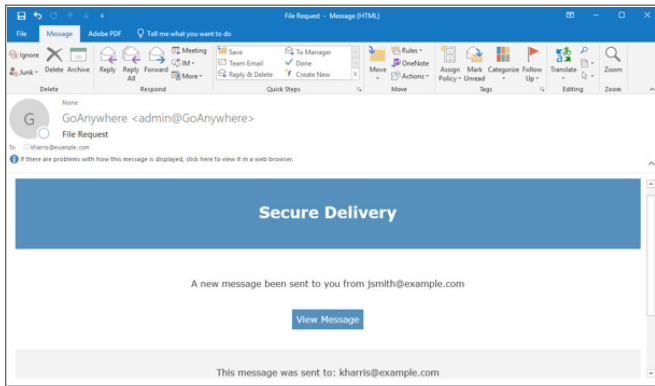 File Request - Message (HTML)
File Message Adobe PDF Tell me what you want to do
Ignore
Junk
Delete Archive
Reply Reply All Forward
Meeting
IM
More
Save
Team Email
Reply & Delete
To Manager
Done
Create New
Move
Rules
OneNote
Actions
Assign Policy Mark Unread Categorize Follow Up
Translate
Zoom
Delete Respond Quick Steps Move Tags Editing Zoom
None
G
GoAnywhere <admin@GoAnywhere>
File Request
To kharris@example.com
If there are problems with how this message is displayed, click here to view it in a web browser.
Secure Delivery
A new message been sent to you from jsmith@example.com
View Message
This message was sent to: kharris@example.com